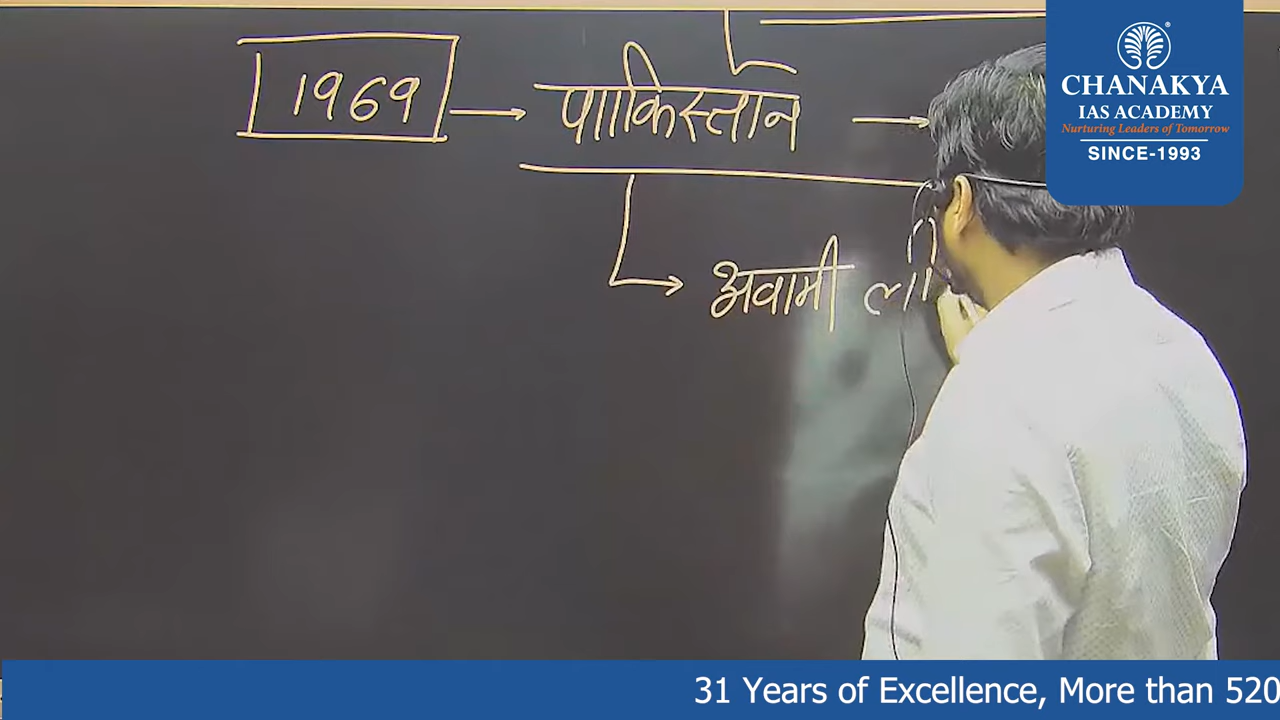 1969 → पाकिस्तान →
→ अवामी ली
CHANAKYA
IAS ACADEMY
Nurturing Leaders of Tomorrow
SINCE-1993
31 Years of Excellence, More than 520